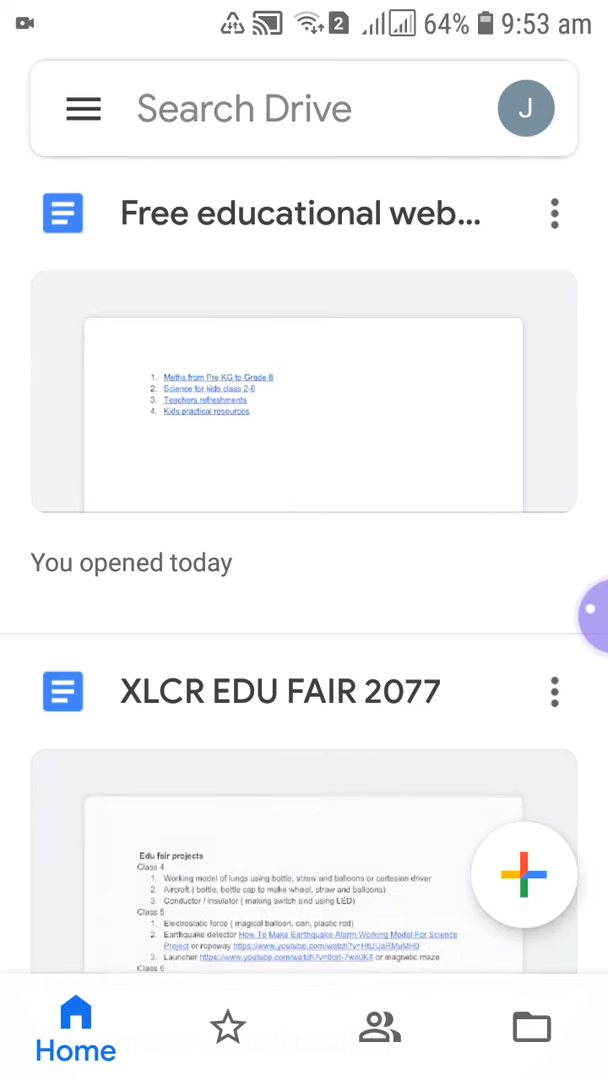 2 64% 9:53 am
Search Drive
J
Free educational web...
1. Maths from Pre KG to Grade 8
2. Science for kids class 2-6
3. Teachers refreshments
4. Kids practical resources
You opened today
XLCR EDU FAIR 2077
Edu fair projects
Class 4
1. Working model of lungs using bottle, straw and balloons or cartesian driver
2. Aircraft ( bottle, bottle cap to make wheel, straw and balloons)
3. Conductor / insulator ( making switch and using LED)
Class 5
1. Electrostatic force ( magical balloon, can, plastic rod)
2. Earthquake detector How To Make Earthquake Alarm Working Model For Science
Project or ropeway
3. Launcher or magnetic maze
Class 6
Home